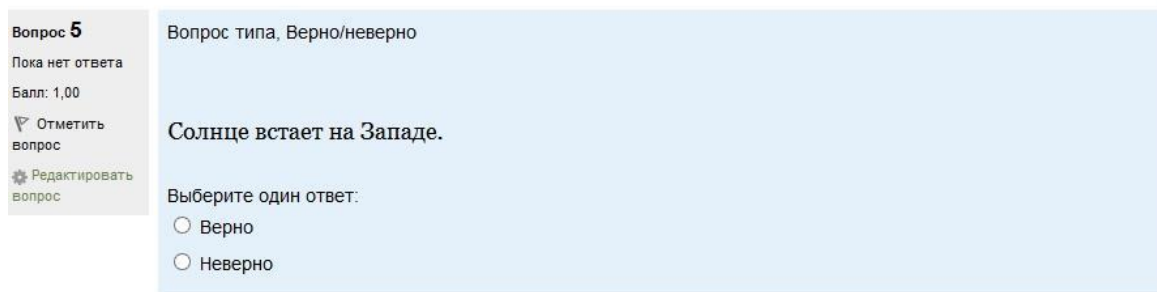 Вопрос 5
Пока нет ответа
Балл: 1,00
Отметить
вопрос
Редактировать
вопрос
Вопрос типа, Верно/неверно
Солнце встает на Западе.
Выберите один ответ:
Верно
Неверно